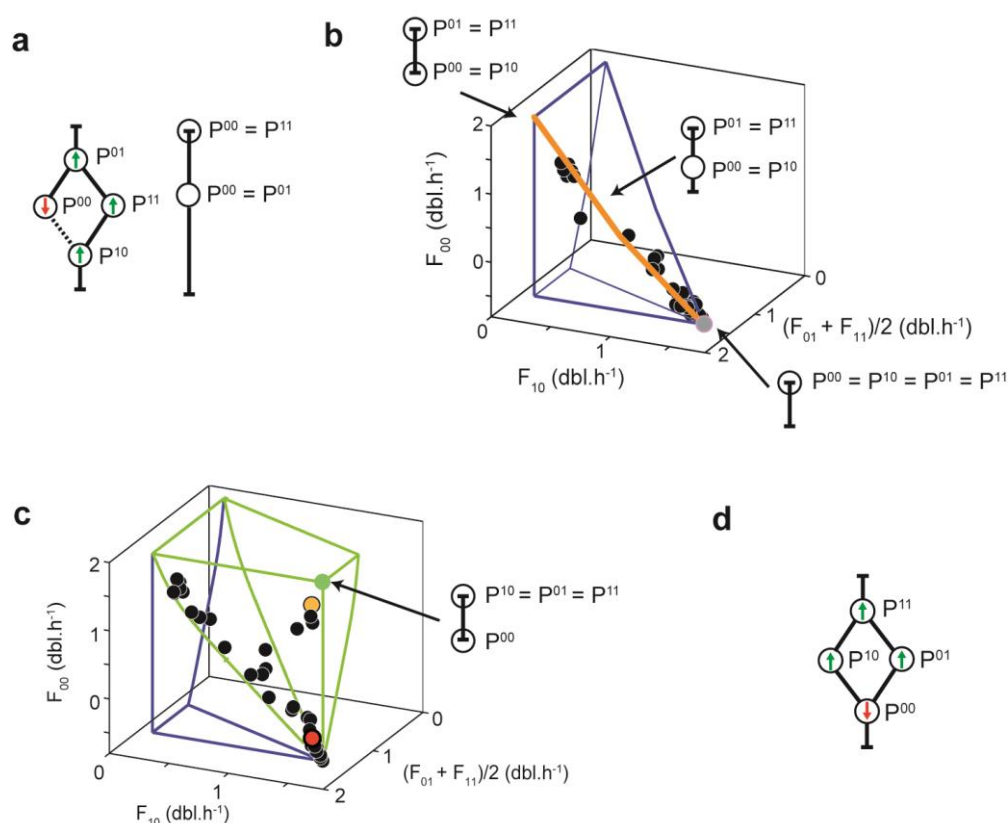 a
P⁰¹
P⁰⁰
P¹¹
P¹⁰
P⁰⁰ = P¹¹
P⁰⁰ = P⁰¹
b
P⁰¹ = P¹¹
P⁰⁰ = P¹⁰
P⁰¹ = P¹¹
P⁰⁰ = P¹⁰
2
1
0
F₀₀ (dbl.h⁻¹)
0
1
2
F₁₀ (dbl.h⁻¹)
0
1
(F₀₁ + F₁₁)/2 (dbl.h⁻¹)
P⁰⁰ = P¹⁰ = P⁰¹ = P¹¹
c
2
1
0
F₀₀ (dbl.h⁻¹)
0
1
2
F₁₀ (dbl.h⁻¹)
0
1
(F₀₁ + F₁₁)/2 (dbl.h⁻¹)
P¹⁰ = P⁰¹ = P¹¹
P⁰⁰
d
P¹¹
P¹⁰
P⁰¹
P⁰⁰